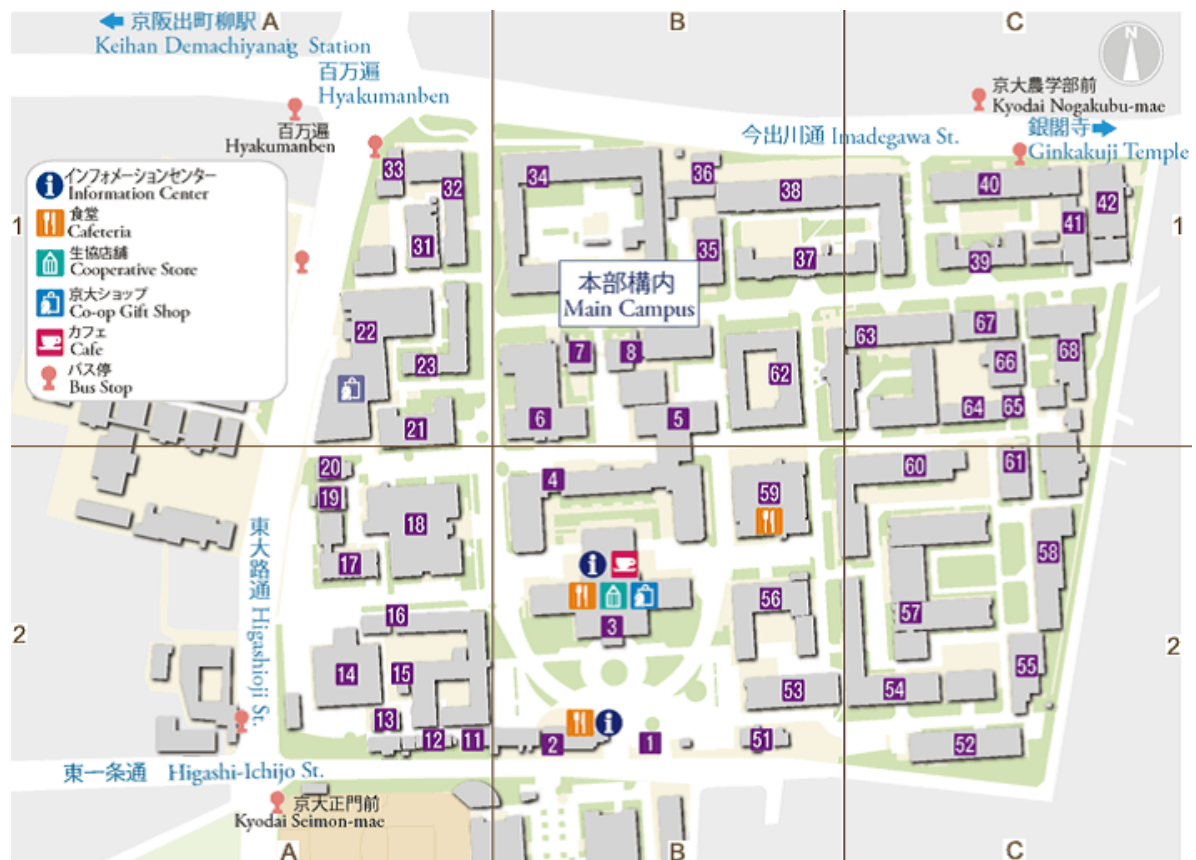 A
B
C
京阪出町柳駅
Keihan Demachiyanaig Station
百万遍
Hyakumanben
百万遍
Hyakumanben
N
京大農学部前
Kyodai Nogakubu-mae
今出川通 Imadegawa St.
銀閣寺
Ginkakuji Temple
インフォメーションセンター
Information Center
食堂
Cafeteria
生協店舗
Cooperative Store
京大ショップ
Co-op Gift Shop
カフェ
Cafe
バス停
Bus Stop
1
1
33
32
31
34
36
35
38
37
40
41
42
39
本部構内
Main Campus
22
23
21
7
8
6
5
62
63
67
66
68
64
65
20
19
18
17
4
59
60
61
58
57
3
56
16
14
15
13
12
11
2
1
53
51
54
55
52
2
2
東大路通 Higashioji St.
東一条通 Higashi-Ichijo St.
京大正門前
Kyodai Seimon-mae
A
B
C